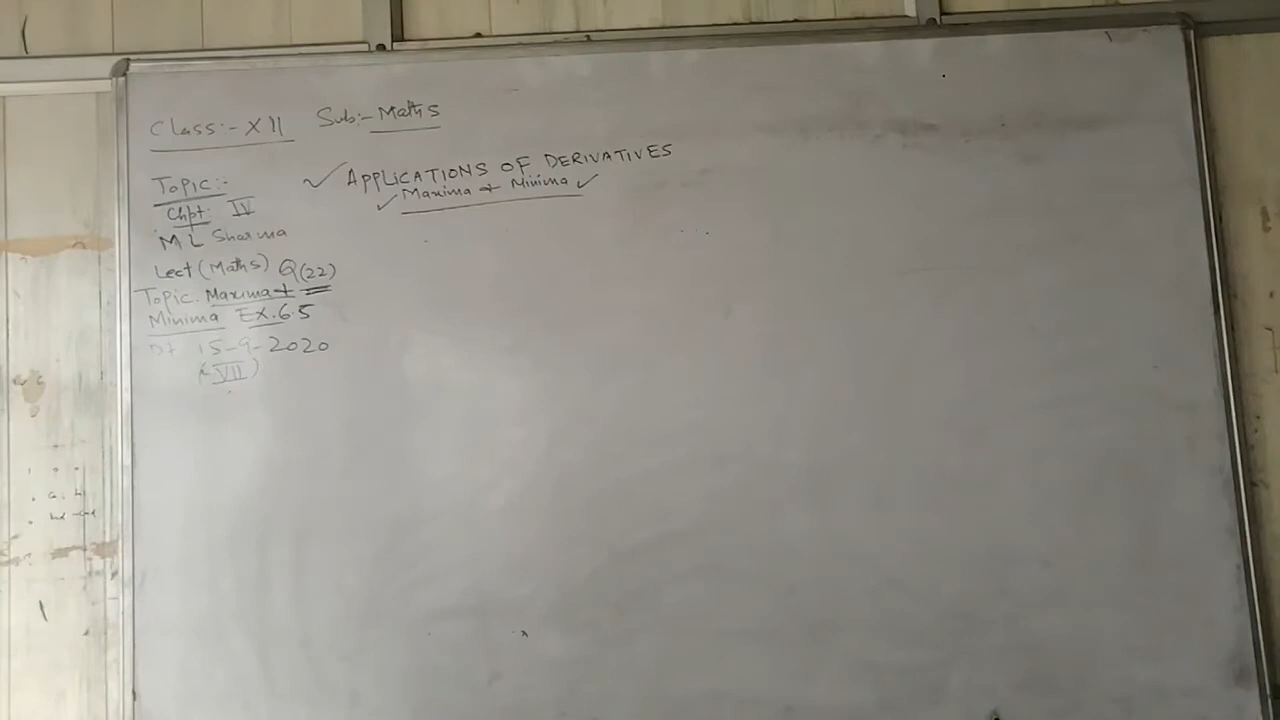 Class:- XII Sub:- Maths
Topic:- ✓ APPLICATIONS OF DERIVATIVES
✓ Maxima + Minima ✓
Chpt: IV
M L Sharma
Lect (Maths) Q(22)
Topic. Maxima +
Minima EX.6.5
Dt 15-9-2020
(VII)